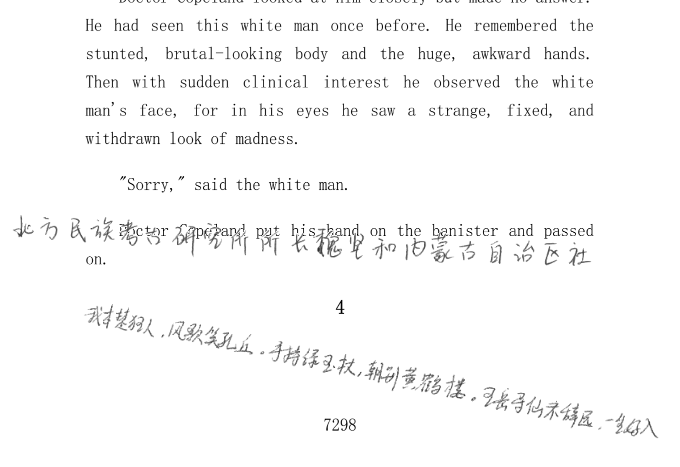 Doctor Copeland looked at him closely but made no answer.
He had seen this white man once before. He remembered the
stunted, brutal-looking body and the huge, awkward hands.
Then with sudden clinical interest he observed the white
man's face, for in his eyes he saw a strange, fixed, and
withdrawn look of madness.
"Sorry," said the white man.
Doctor Copeland put his hand on the banister and passed
北方民族考古研究所所长魏坚和内蒙古自治区社
on.
4
我本楚狂人,风歌笑孔丘。手持绿玉杖,朝别黄鹤楼。五岳寻仙不辞远,一生好入
7298